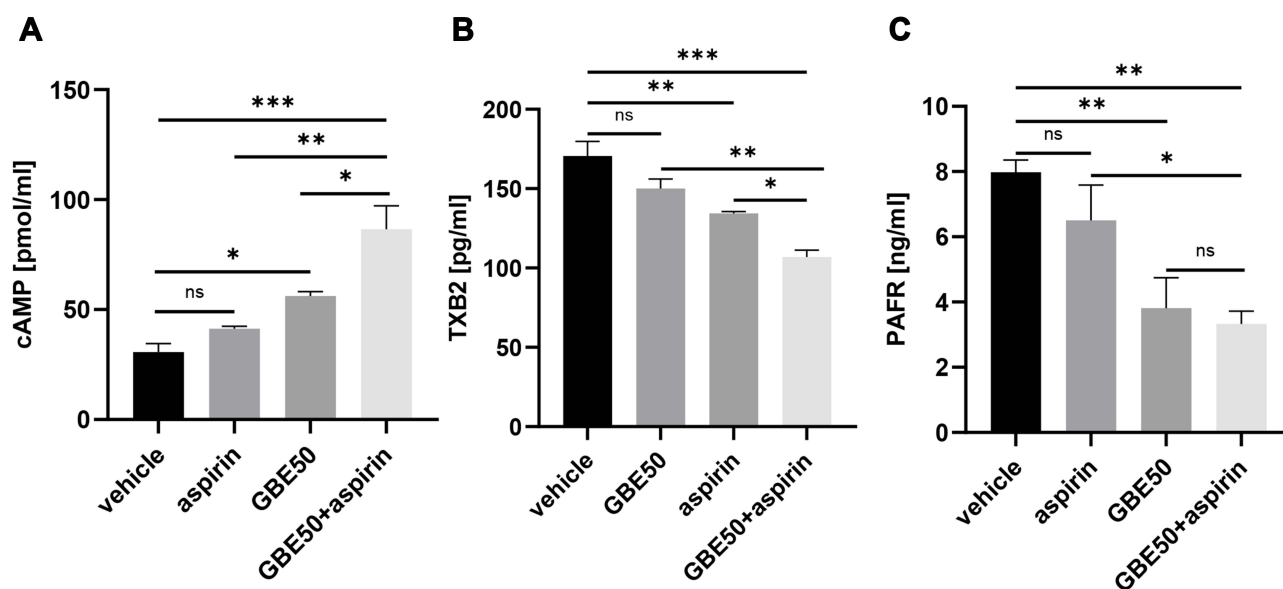 A
cAMP [pmol/ml]
150
100
50
0
***
**
*
*
ns
vehicle
aspirin
GBE50
GBE50+aspirin
B
TXB2 [pg/ml]
200
150
100
50
0
***
**
ns
**
*
vehicle
GBE50
aspirin
GBE50+aspirin
C
PAFR [ng/ml]
10
8
6
4
2
0
**
**
ns
*
ns
vehicle
aspirin
GBE50
GBE50+aspirin